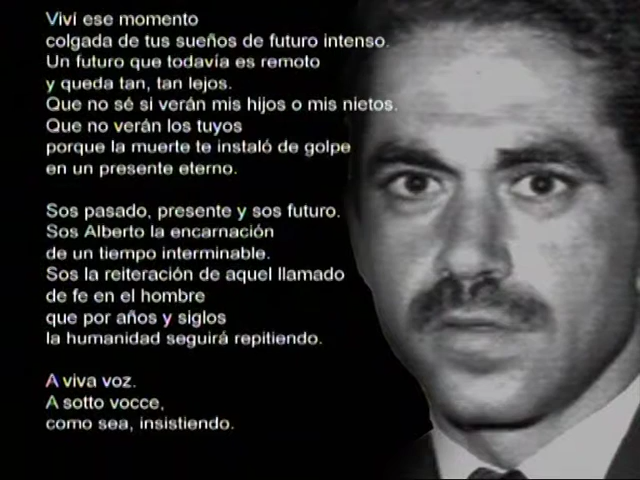 Viví ese momento
colgada de tus sueños de futuro intenso.
Un futuro que todavía es remoto
y queda tan, tan lejos.
Que no sé si verán mis hijos o mis nietos.
Que no verán los tuyos
porque la muerte te instaló de golpe
en un presente eterno.
Sos pasado, presente y sos futuro.
Sos Alberto la encarnación
de un tiempo interminable.
Sos la reiteración de aquel llamado
de fe en el hombre
que por años y siglos
la humanidad seguirá repitiendo.
A viva voz.
A sotto vocce,
como sea, insistiendo.